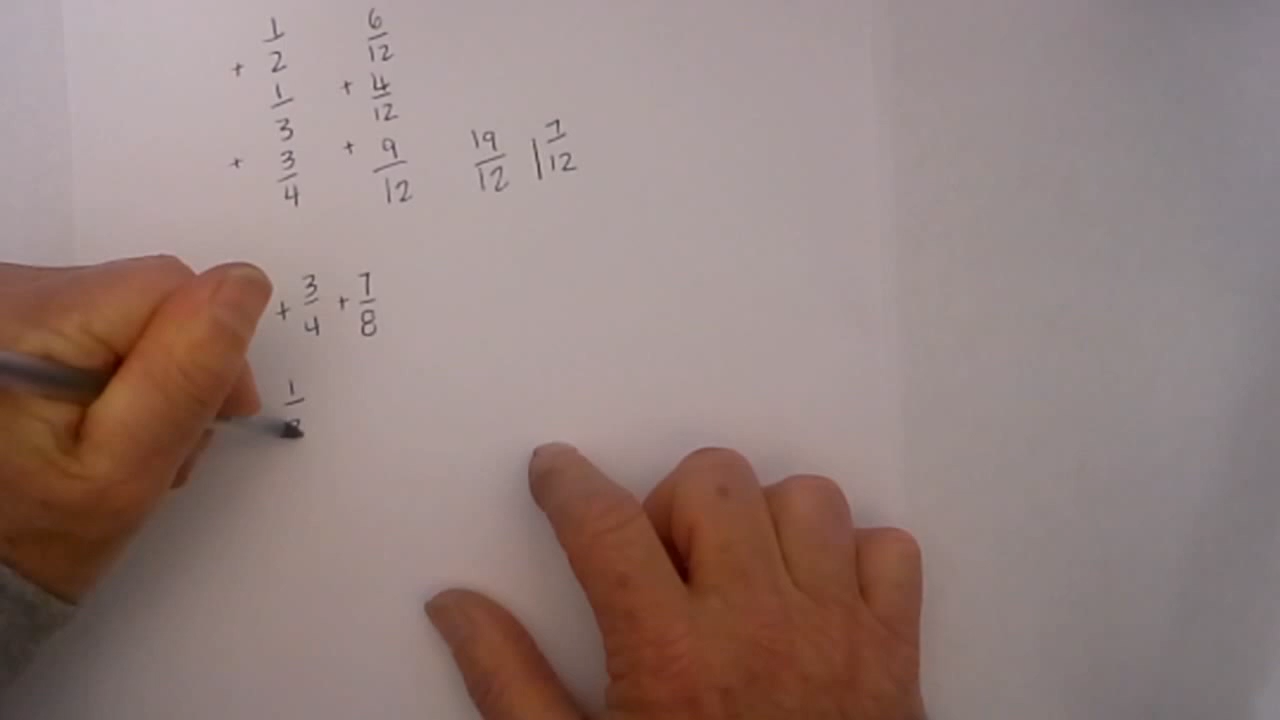 1/2 6/12
+ 1/3 + 4/12
+ 3/4 + 9/12 19/12 1 7/12
+ 3/4 + 7/8
1